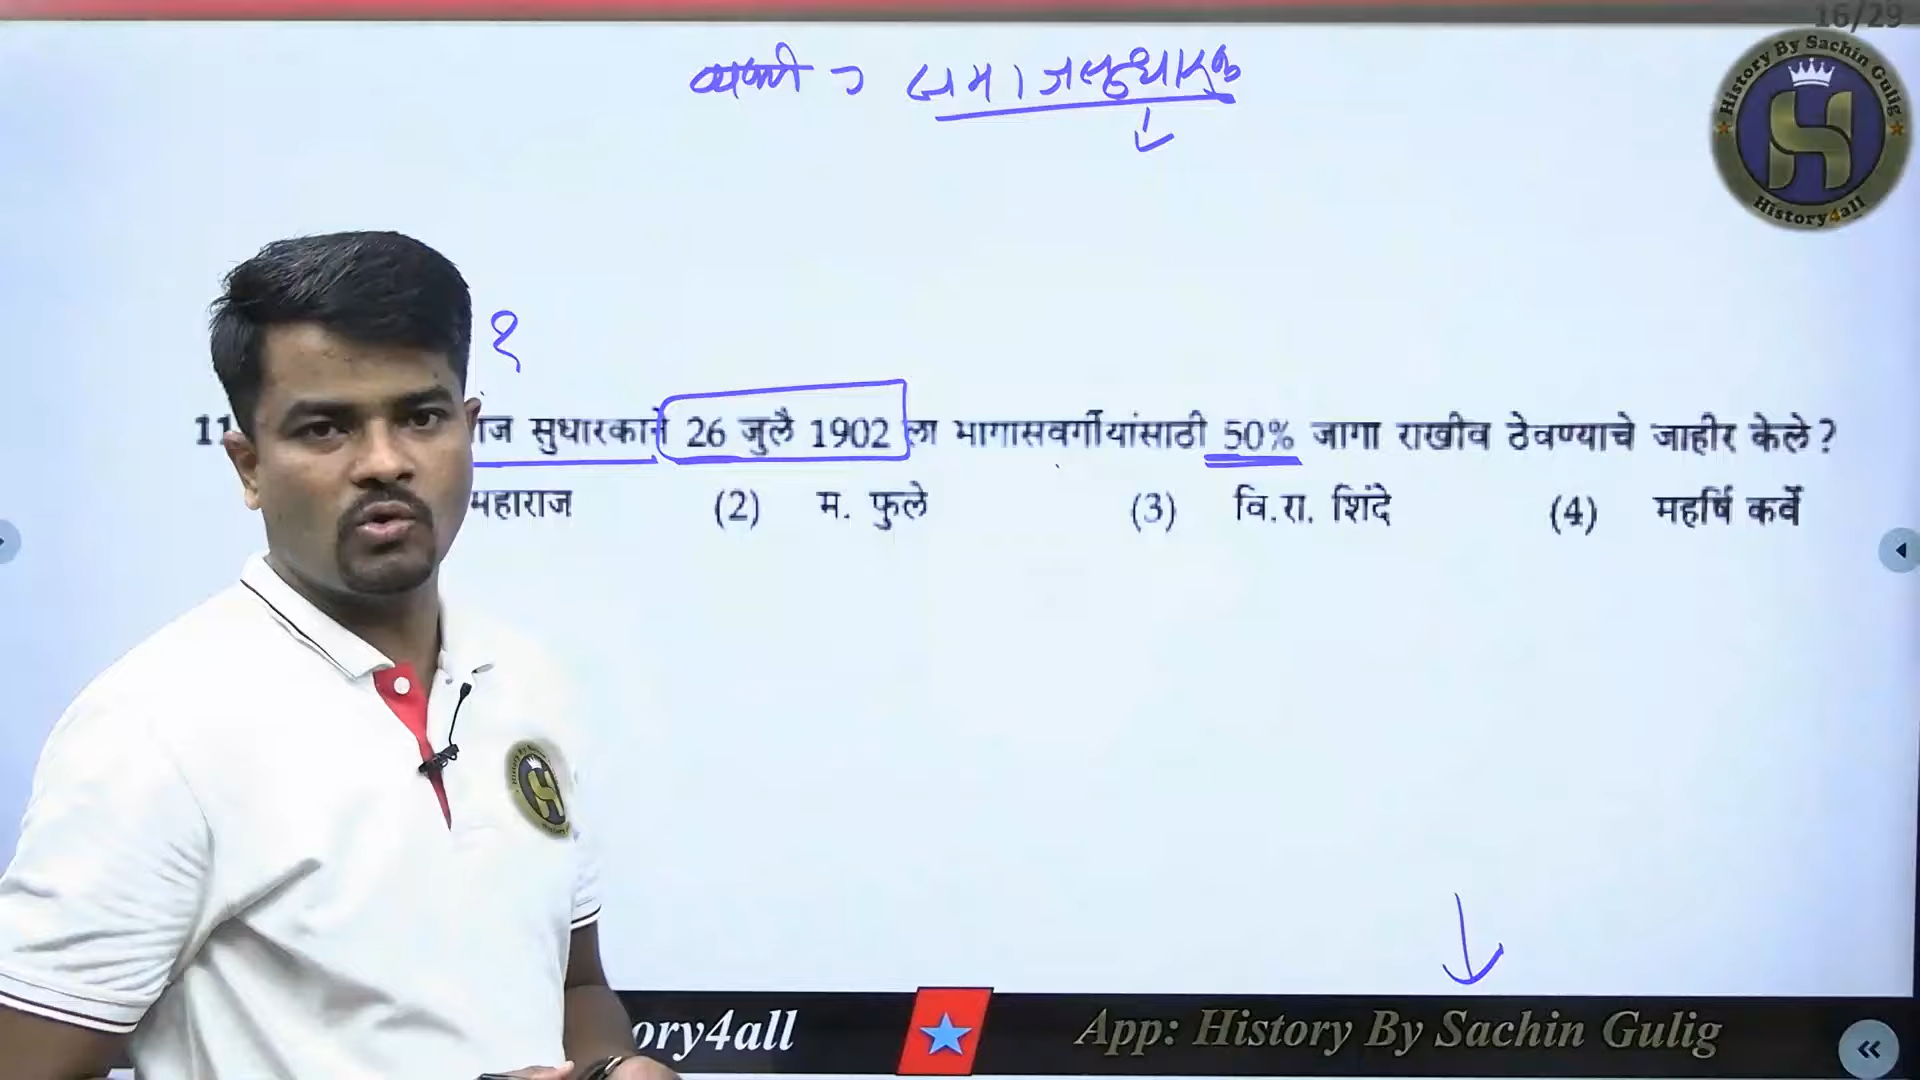 16/29
History By Sachin Gulig
History4all
समाजसुधारक
१
11
ाज सुधारकाने 26 जुलै 1902 ला भागासवर्गीयांसाठी 50% जागा राखीव ठेवण्याचे जाहीर केले?
महाराज (2) म. फुले (3) वि.रा. शिंदे (4) महर्षि कर्वे
ory4all
App: History By Sachin Gulig